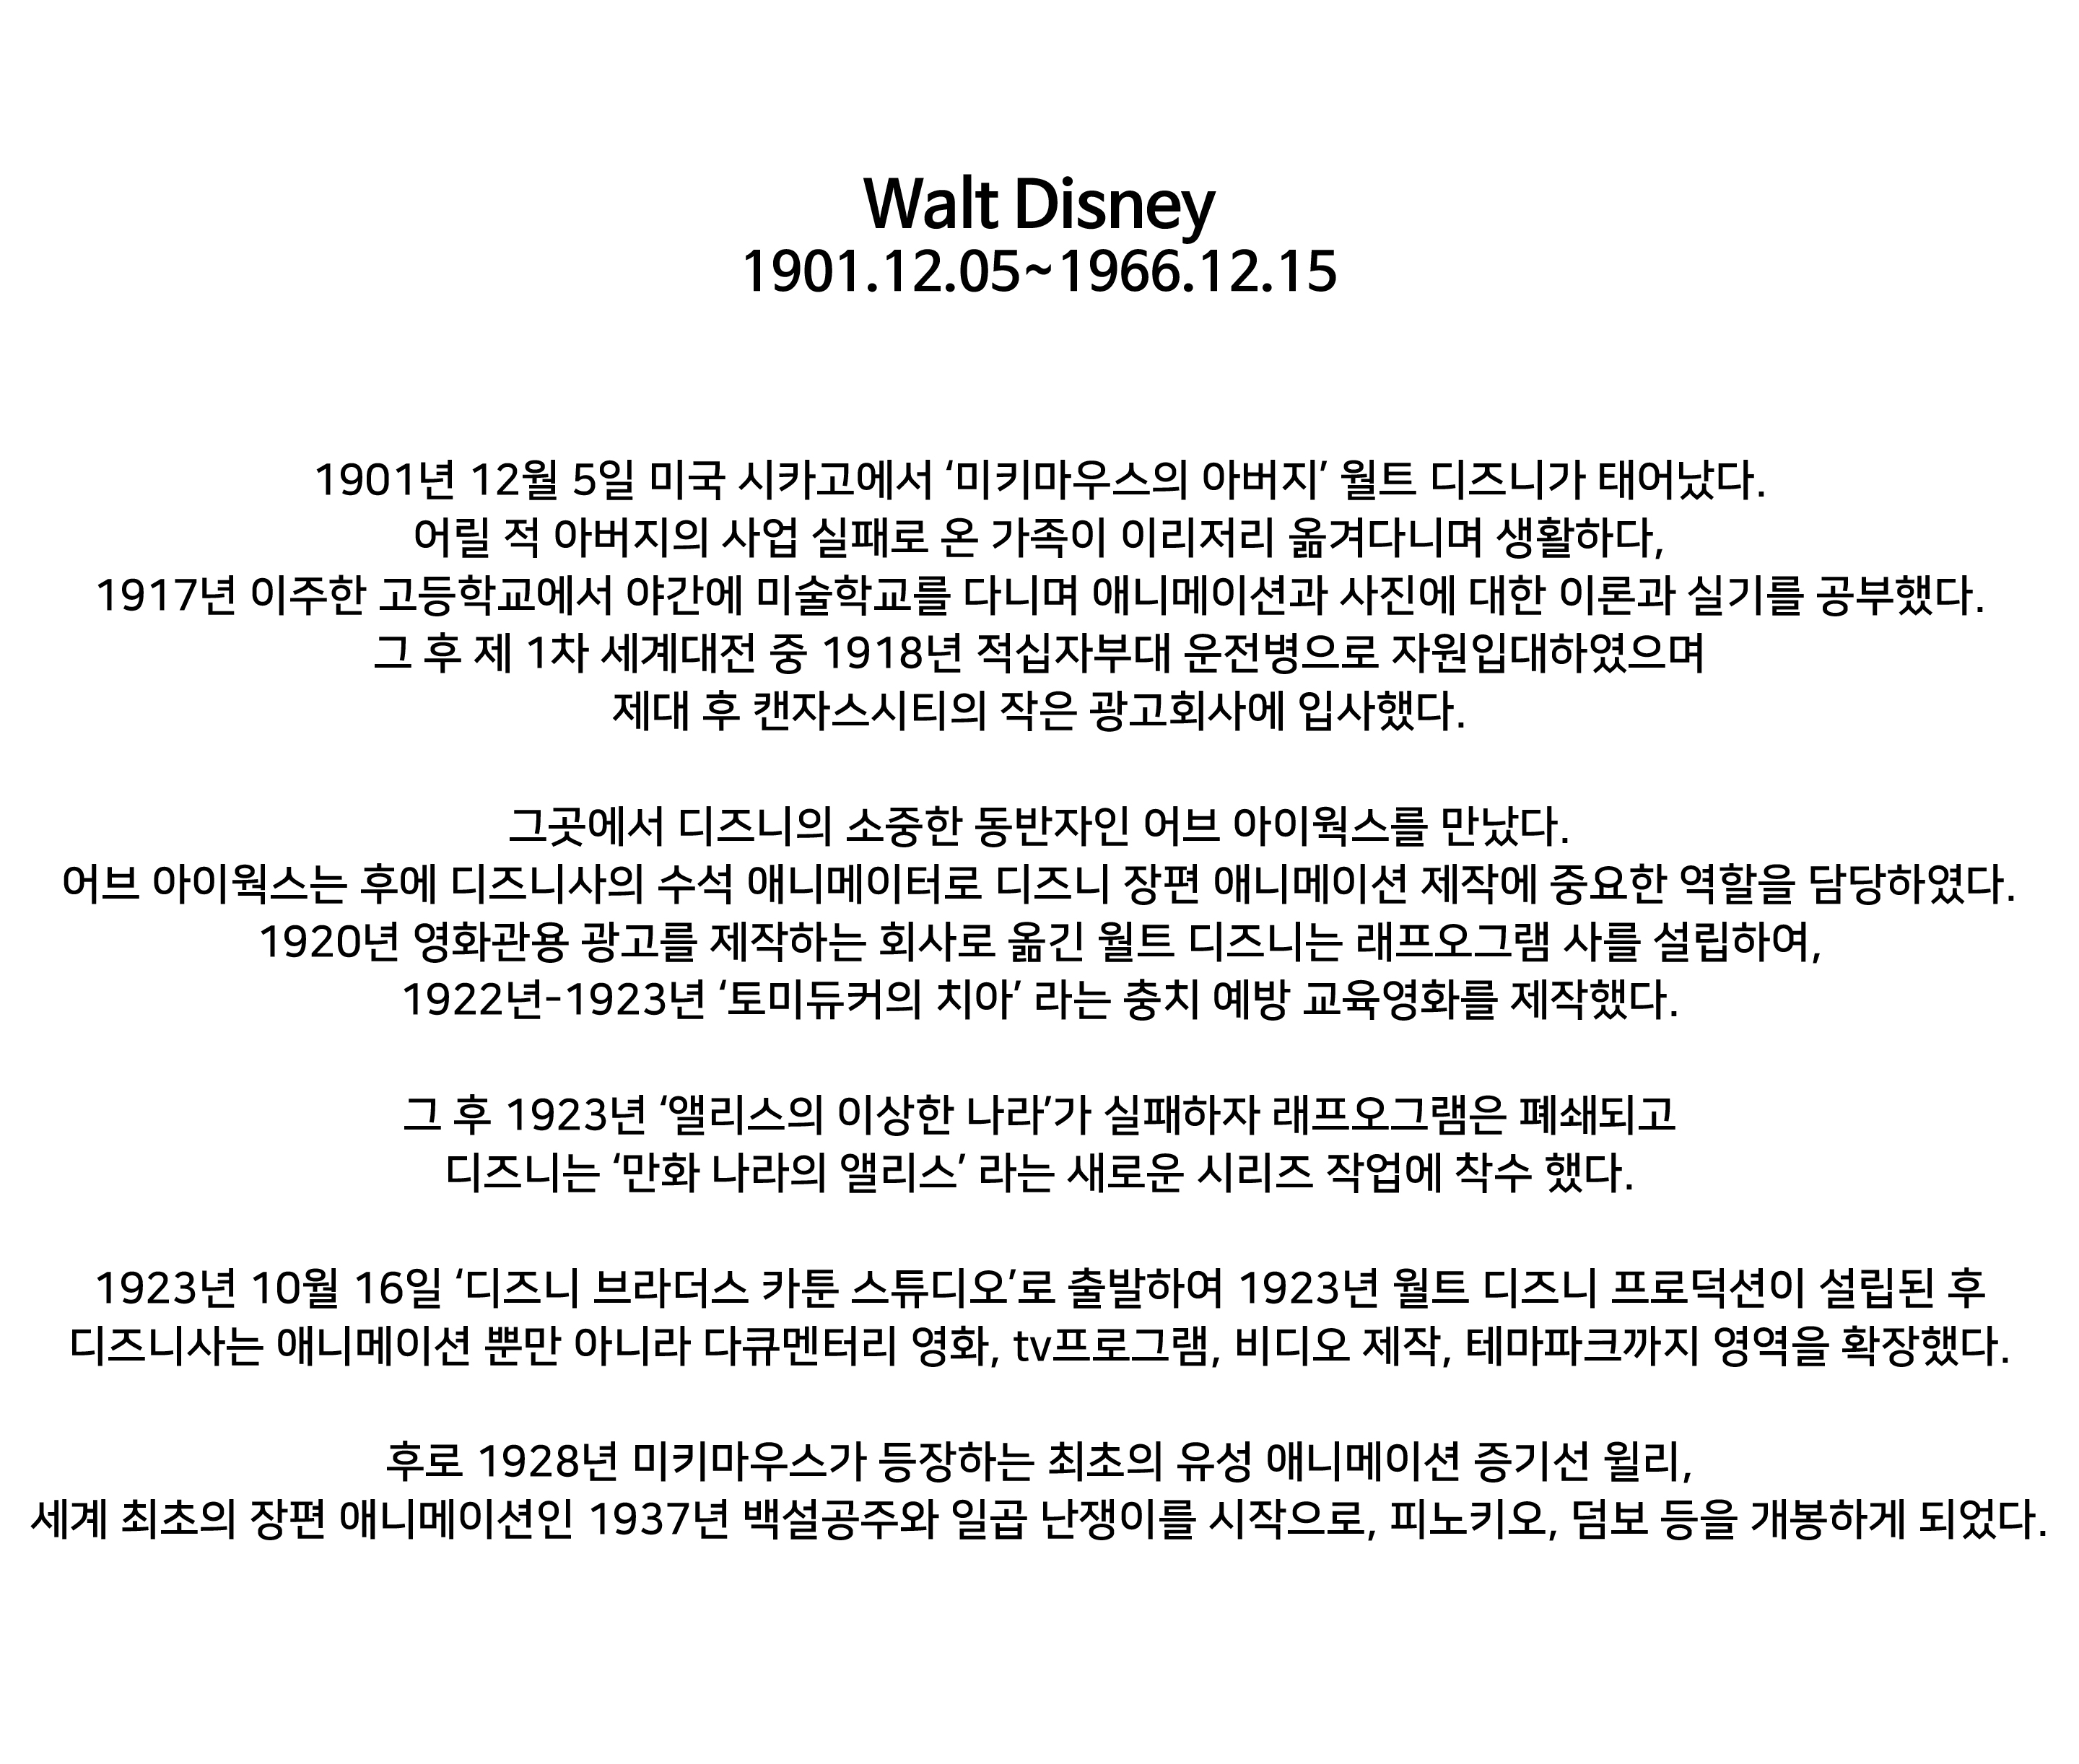 Walt Disney
1901.12.05~1966.12.15
1901년 12월 5일 미국 시카고에서 ‘미키마우스의 아버지’ 월트 디즈니가 태어났다.
어릴 적 아버지의 사업 실패로 온 가족이 이리저리 옮겨다니며 생활하다,
1917년 이주한 고등학교에서 야간에 미술학교를 다니며 애니메이션과 사진에 대한 이론과 실기를 공부했다.
그 후 제 1차 세계대전 중 1918년 적십자부대 운전병으로 자원입대하였으며
제대 후 캔자스시티의 작은 광고회사에 입사했다.
그곳에서 디즈니의 소중한 동반자인 어브 아이웍스를 만났다.
어브 아이웍스는 후에 디즈니사의 수석 애니메이터로 디즈니 장편 애니메이션 제작에 중요한 역할을 담당하였다.
1920년 영화관용 광고를 제작하는 회사로 옮긴 월트 디즈니는 래프오그램 사를 설립하여,
1922년-1923년 ‘토미듀커의 치아’ 라는 충치 예방 교육영화를 제작했다.
그 후 1923년 ‘앨리스의 이상한 나라’가 실패하자 래프오그램은 폐쇄되고
디즈니는 ‘만화 나라의 앨리스’ 라는 새로운 시리즈 작업에 착수 했다.
1923년 10월 16일 ‘디즈니 브라더스 카툰 스튜디오’로 출발하여 1923년 월트 디즈니 프로덕션이 설립된 후
디즈니사는 애니메이션 뿐만 아니라 다큐멘터리 영화, tv프로그램, 비디오 제작, 테마파크까지 영역을 확장했다.
후로 1928년 미키마우스가 등장하는 최초의 유성 애니메이션 증기선 윌리,
세계 최초의 장편 애니메이션인 1937년 백설공주와 일곱 난쟁이를 시작으로, 피노키오, 덤보 등을 개봉하게 되었다.